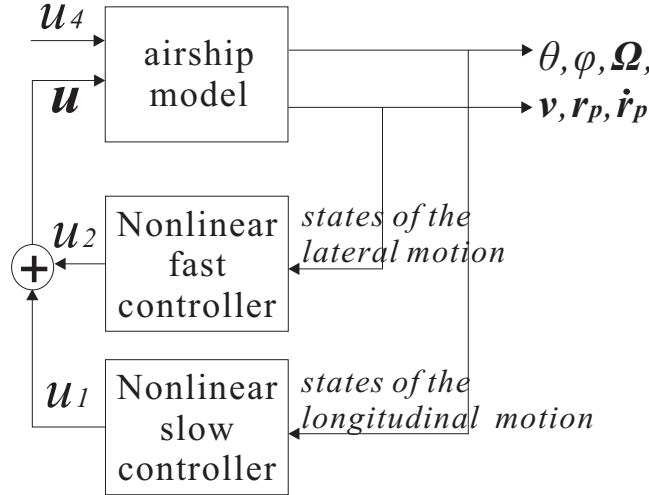 u4
airship
model
θ,φ,Ω,
v,rₚ,ṙₚ
u
Nonlinear
fast
controller
u2
+
states of the
lateral motion
Nonlinear
slow
controller
u1
states of the
longitudinal motion